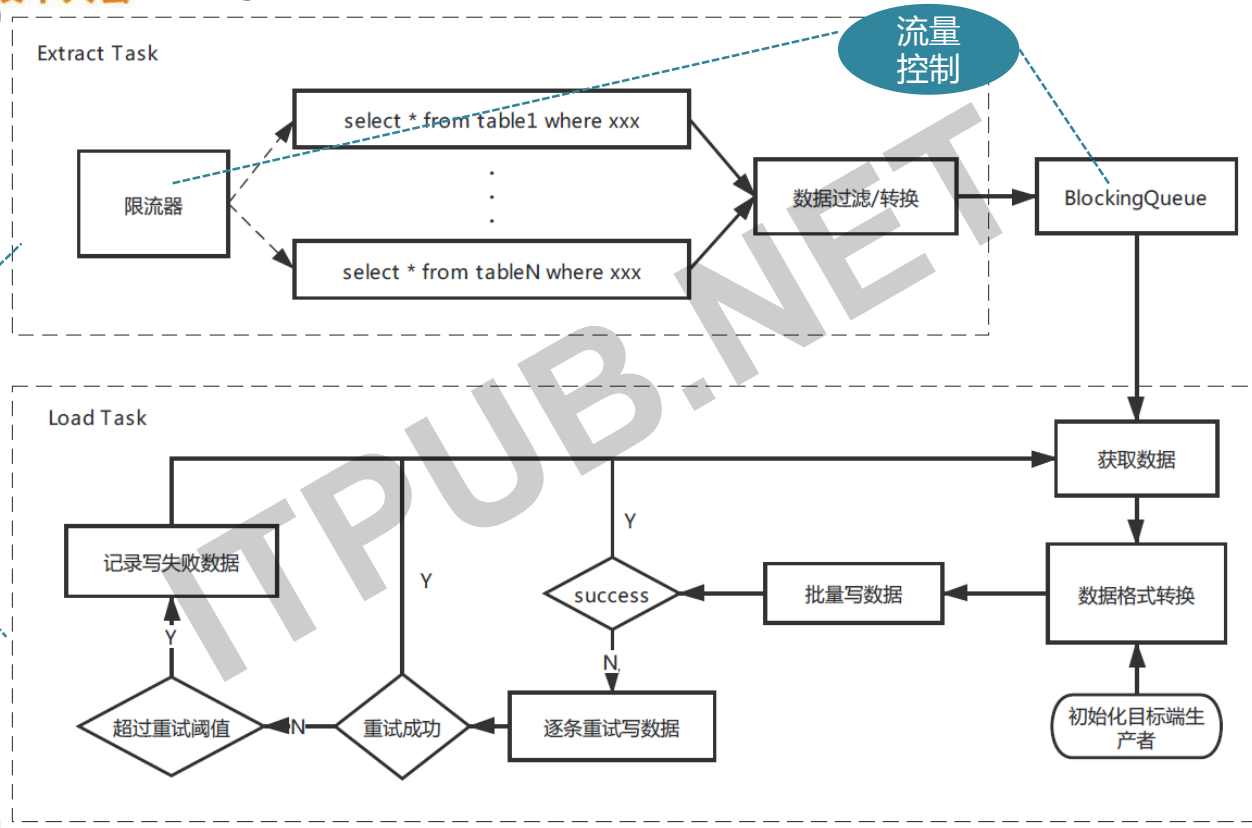 流量
控制
Extract Task
select * from table1 where xxx
限流器
.
.
.
数据过滤/转换
BlockingQueue
select * from tableN where xxx
ITPUB.NET
Load Task
获取数据
Y
记录写失败数据
Y
success
批量写数据
数据格式转换
Y
N,
超过重试阈值
N
重试成功
逐条重试写数据
初始化目标端生
产者